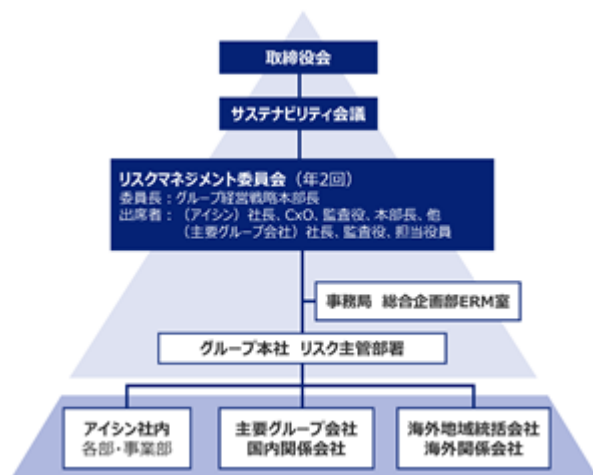 取締役会
サステナビリティ会議
リスクマネジメント委員会（年2回）
委員長：グループ経営戦略本部長
出席者：（アイシン）社長、CxO、監査役、本部長、他
（主要グループ会社）社長、監査役、担当役員
事務局 総合企画部ERM室
グループ本社 リスク主管部署
アイシン社内
各部・事業部
主要グループ会社
国内関係会社
海外地域統括会社
海外関係会社